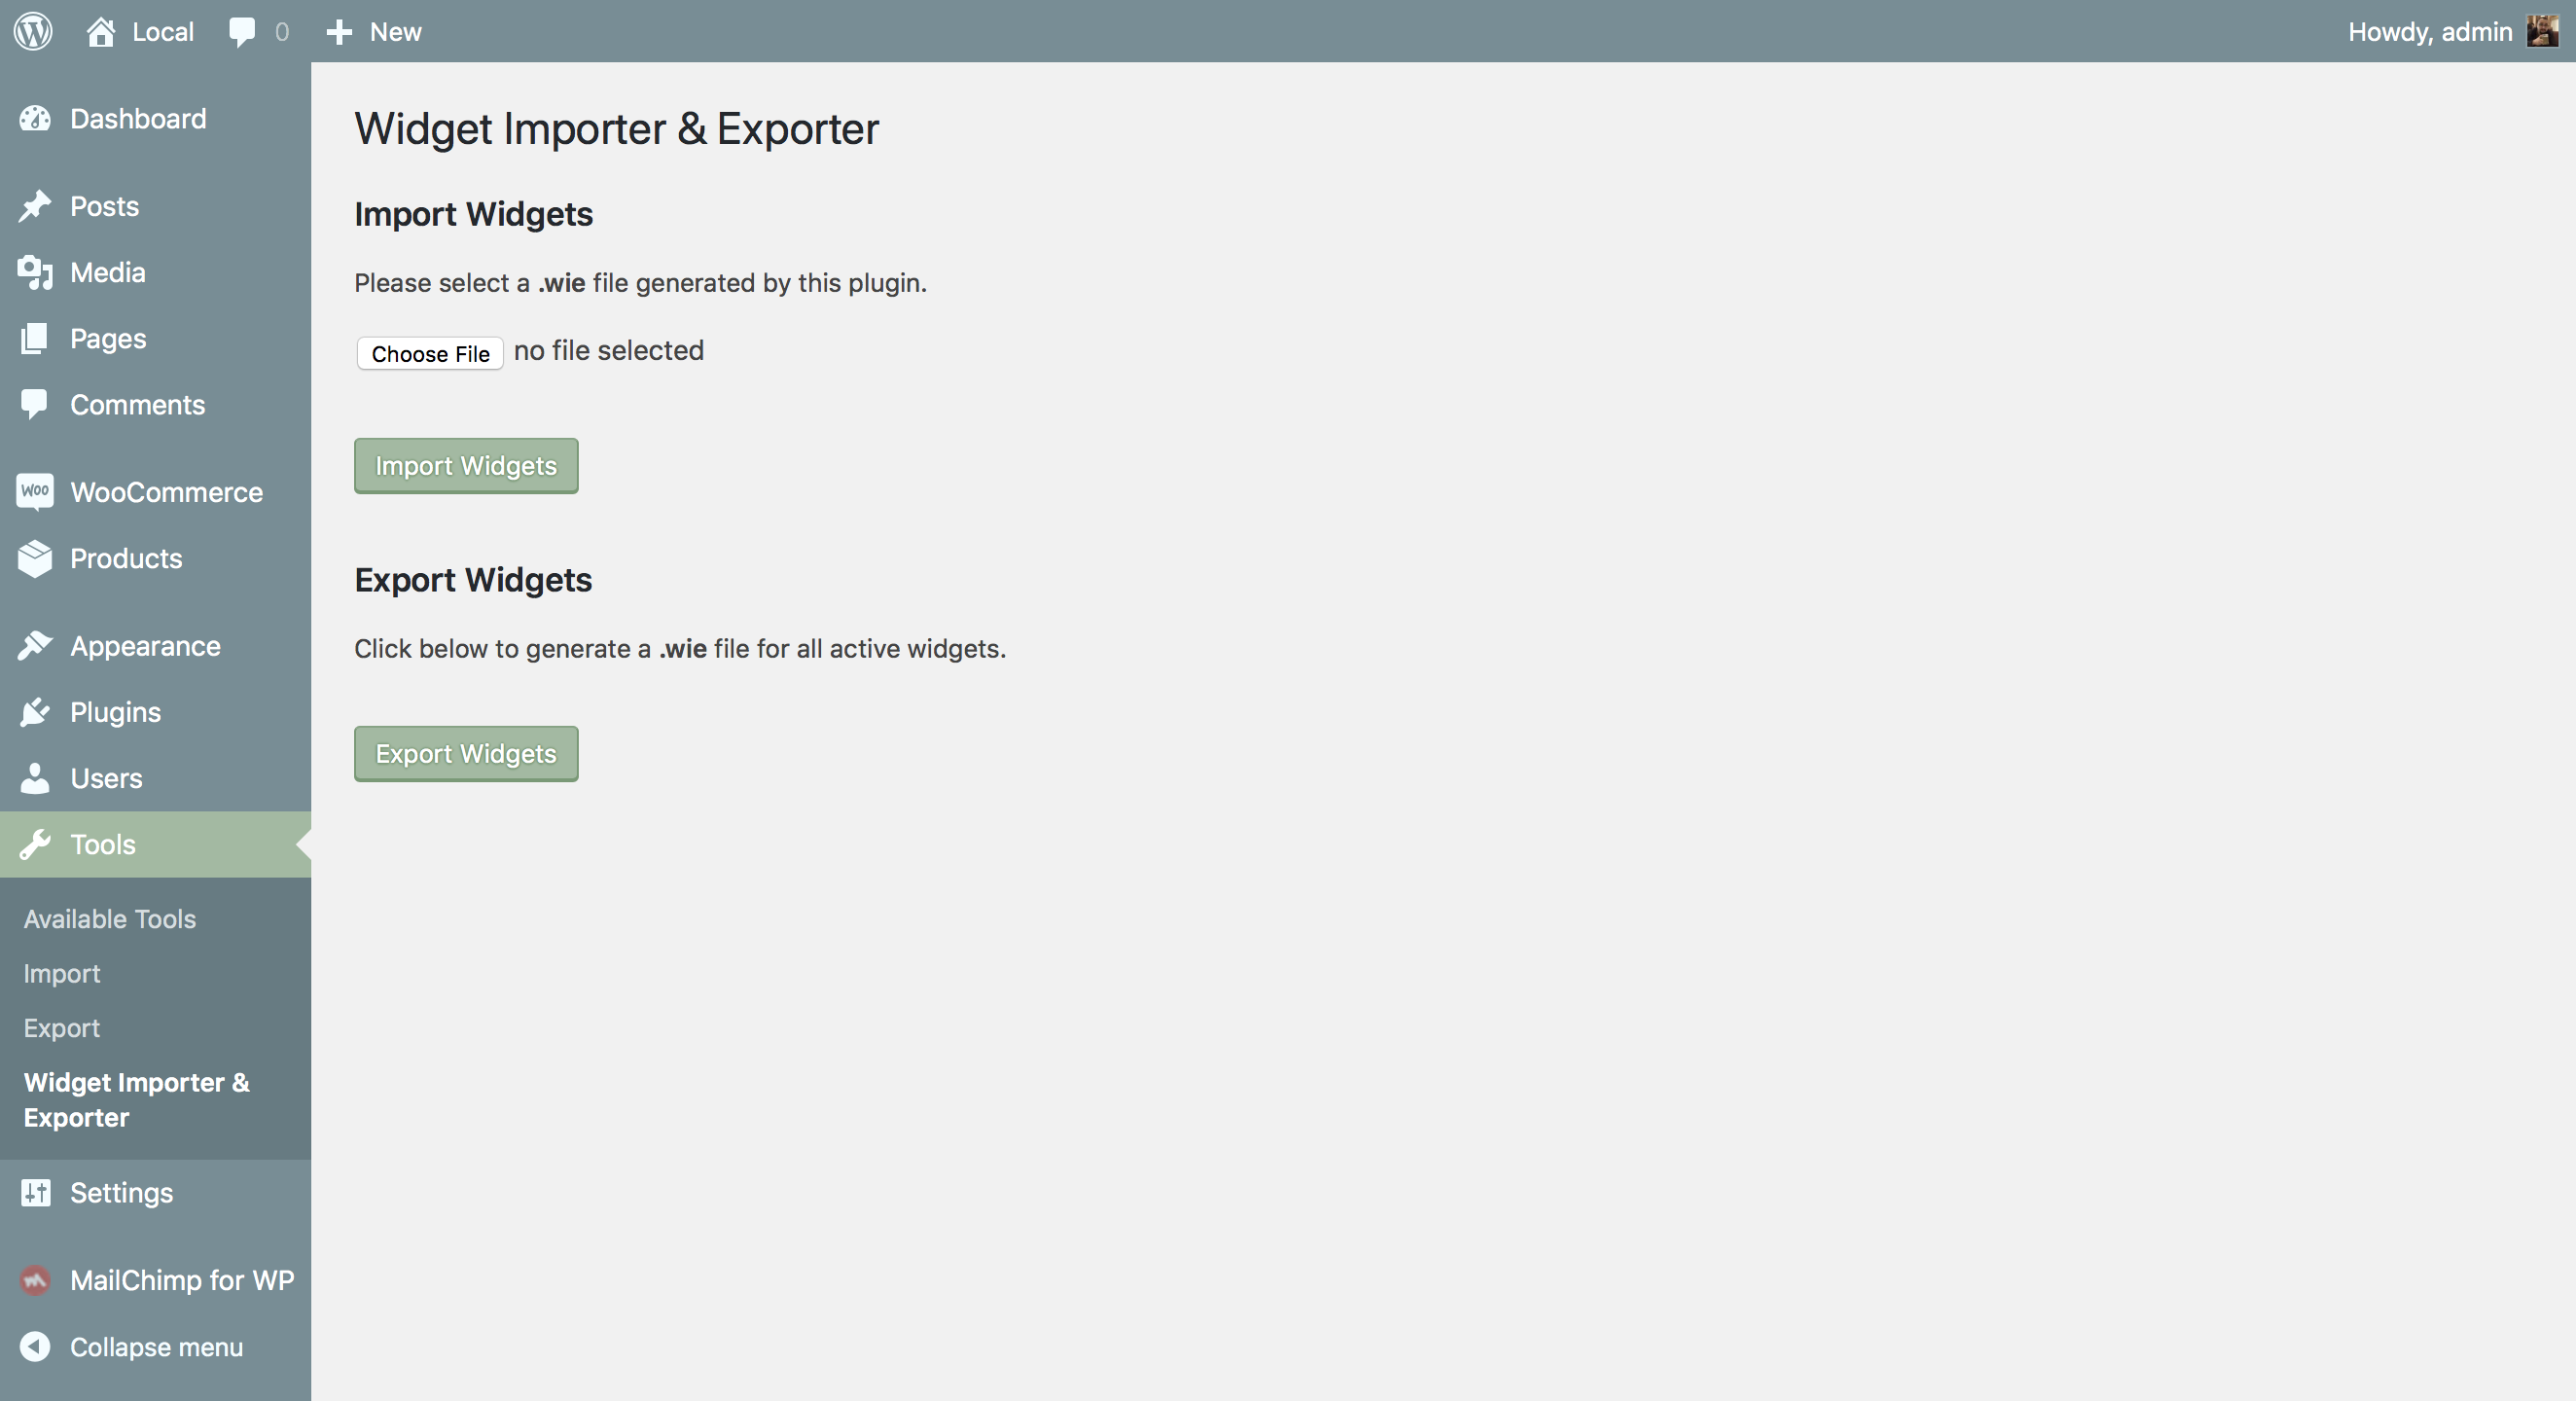 Local 0 New Howdy, admin
Dashboard
Posts
Media
Pages
Comments
Woo WooCommerce
Products
Appearance
Plugins
Users
Tools
Available Tools
Import
Export
Widget Importer &
Exporter
Settings
MailChimp for WP
Collapse menu
Widget Importer & Exporter
Import Widgets
Please select a .wie file generated by this plugin.
Choose File no file selected
Import Widgets
Export Widgets
Click below to generate a .wie file for all active widgets.
Export Widgets